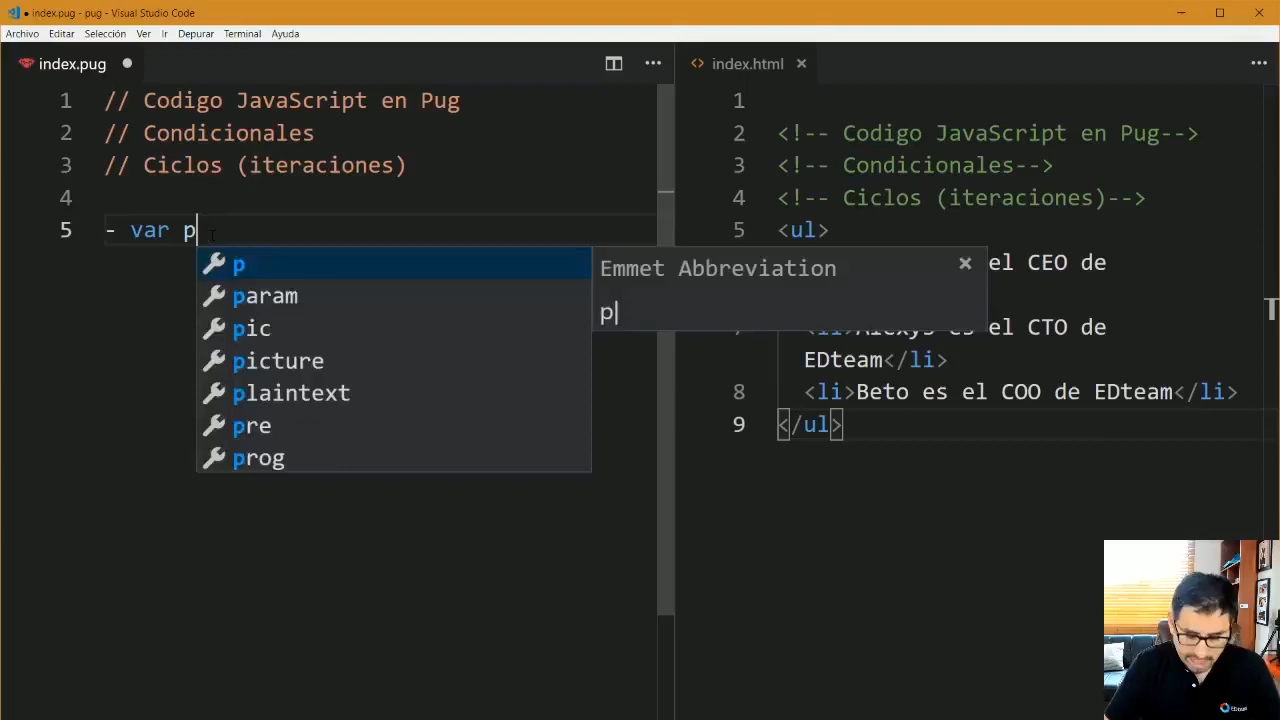 index.pug - pug - Visual Studio Code
Archivo Editar Selección Ver Ir Depurar Terminal Ayuda
index.pug
1 // Codigo JavaScript en Pug
2 // Condicionales
3 // Ciclos (iteraciones)
4
5 - var p
p
param
pic
picture
plaintext
pre
prog
Emmet Abbreviation
p|
index.html
1
2 <!-- Codigo JavaScript en Pug-->
3 <!-- Condicionales-->
4 <!-- Ciclos (iteraciones)-->
5 <ul>
el CEO de
<li>Alexys es el CTO de
EDteam</li>
8 <li>Beto es el COO de EDteam</li>
9 </ul>
EDteam